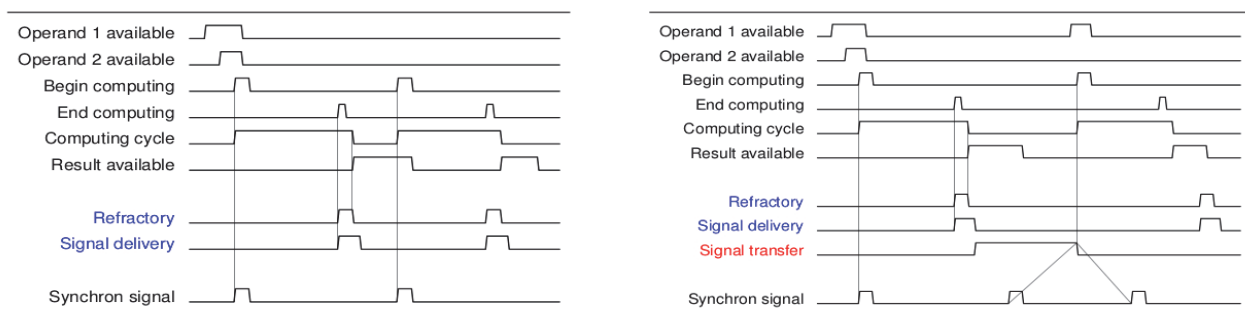 Operand 1 available
Operand 2 available
Begin computing
End computing
Computing cycle
Result available
Refractory
Signal delivery
Synchron signal
Operand 1 available
Operand 2 available
Begin computing
End computing
Computing cycle
Result available
Refractory
Signal delivery
Signal transfer
Synchron signal